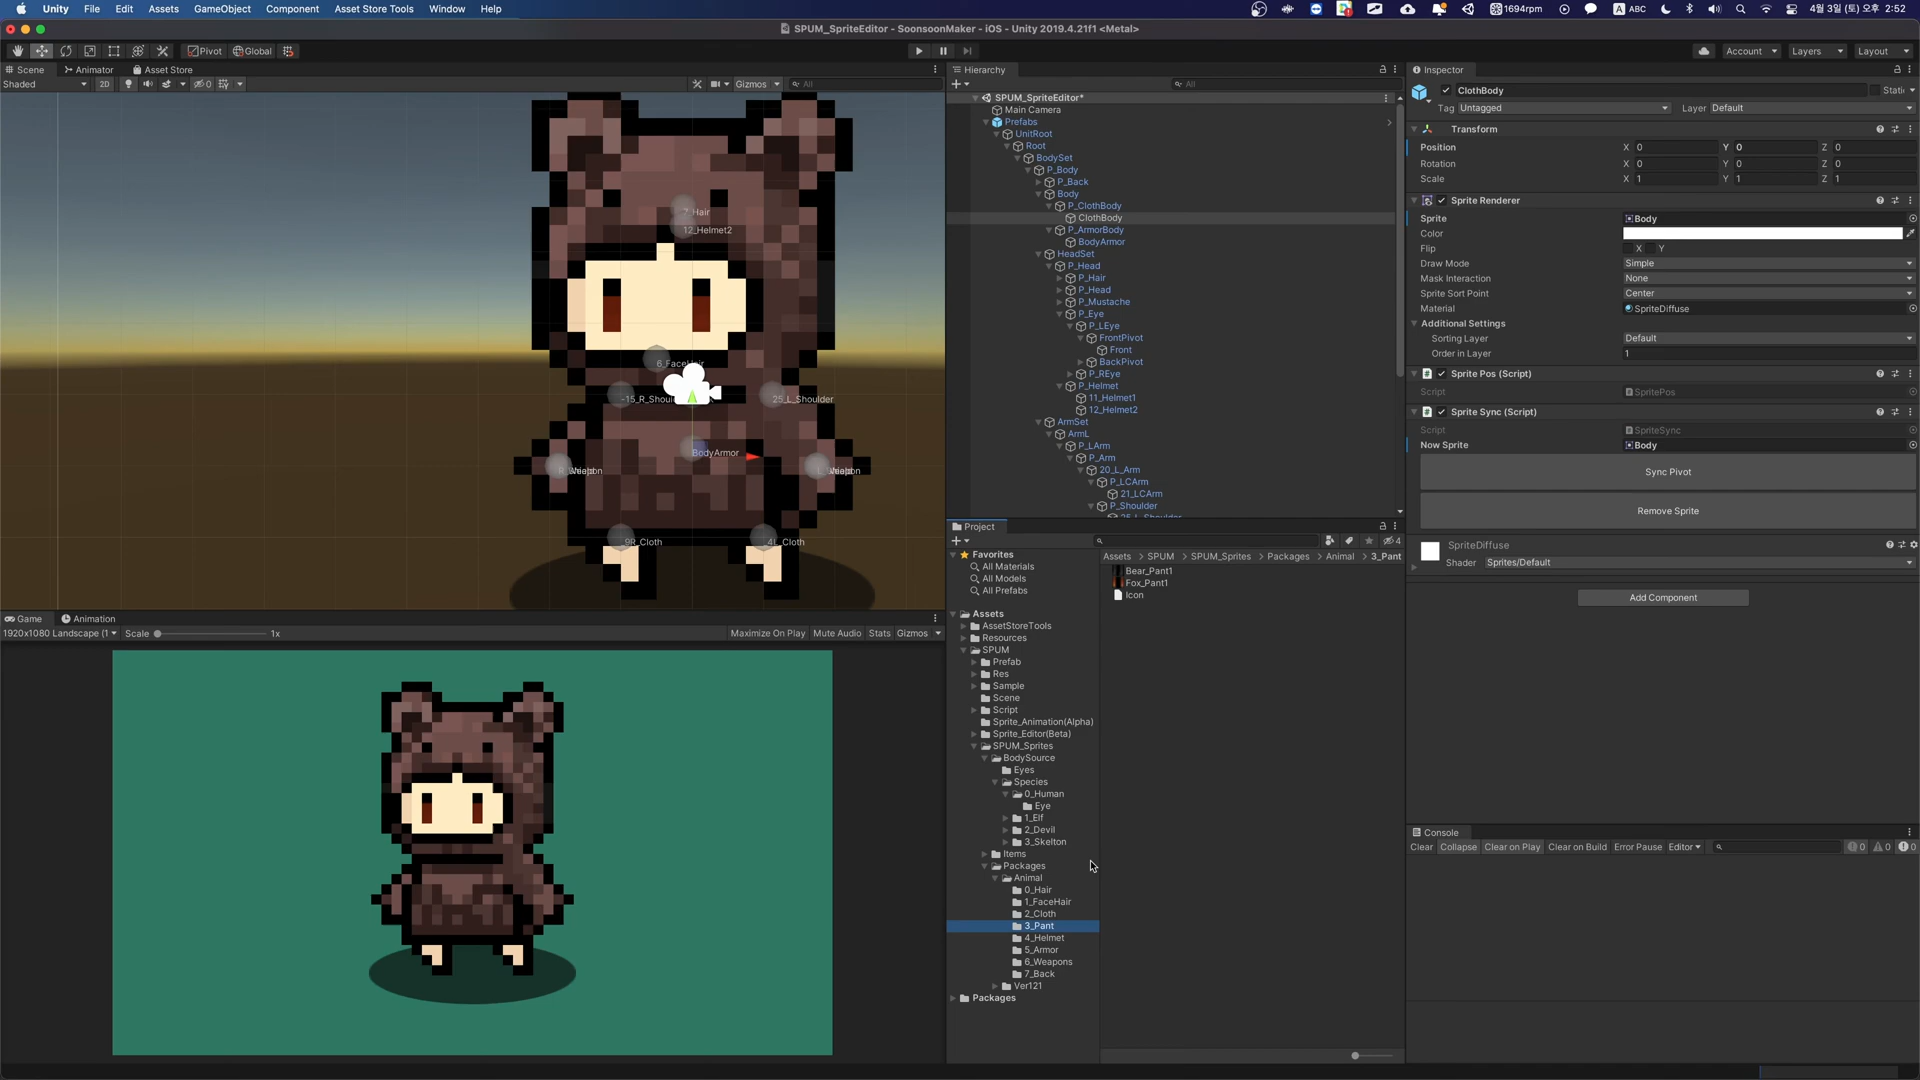 Unity File Edit Assets GameObject Component Asset Store Tools Window Help 1694rpm A ABC 4월 3일 (토) 오후 2:52
SPUM_SpriteEditor - SoonsoonMaker - iOS - Unity 2019.4.21f1 <Metal>
Pivot Global Account Layers Layout
Scene Animator Asset Store
Shaded 2D 0 Gizmos All
7_Hair
12_Helmet2
6_FaceHair
25_L_Shoulder
BodyArmor
9R_Cloth
4L_Cloth
Game Animation
1920x1080 Landscape (1 Scale 1x Maximize On Play Mute Audio Stats Gizmos
Hierarchy
All
SPUM_SpriteEditor*
Main Camera
Prefabs
UnitRoot
Root
BodySet
P_Body
P_Back
Body
P_ClothBody
ClothBody
P_ArmorBody
BodyArmor
HeadSet
P_Head
P_Hair
P_Head
P_Mustache
P_Eye
P_LEye
FrontPivot
Front
BackPivot
P_REye
P_Helmet
11_Helmet1
12_Helmet2
ArmSet
ArmL
P_LArm
P_Arm
20_L_Arm
P_LCArm
21_LCArm
P_Shoulder
25_L_Shoulder
Project
4
Favorites
All Materials
All Models
All Prefabs
Assets
AssetStoreTools
Resources
SPUM
Prefab
Res
Sample
Scene
Script
Sprite_Animation(Alpha)
Sprite_Editor(Beta)
SPUM_Sprites
BodySource
Eyes
Species
0_Human
Eye
1_Elf
2_Devil
3_Skelton
Items
Packages
Animal
0_Hair
1_FaceHair
2_Cloth
3_Pant
4_Helmet
5_Armor
6_Weapons
7_Back
Ver121
Packages
Assets > SPUM > SPUM_Sprites > Packages > Animal > 3_Pant
Bear_Pant1
Fox_Pant1
Icon
Inspector
ClothBody Static
Tag Untagged Layer Default
Transform
Position X 0 Y 0 Z 0
Rotation X 0 Y 0 Z 0
Scale X 1 Y 1 Z 1
Sprite Renderer
Sprite Body
Color
Flip X Y
Draw Mode Simple
Mask Interaction None
Sprite Sort Point Center
Material SpriteDiffuse
Additional Settings
Sorting Layer Default
Order in Layer 1
Sprite Pos (Script)
Script SpritePos
Sprite Sync (Script)
Script SpriteSync
Now Sprite Body
Sync Pivot
Remove Sprite
SpriteDiffuse
Shader Sprites/Default
Add Component
Console
Clear Collapse Clear on Play Clear on Build Error Pause Editor 0 0 0